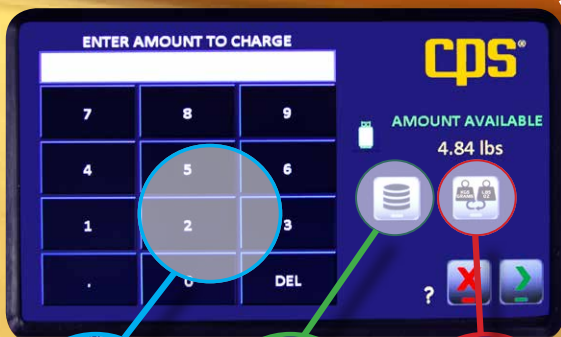 ENTER AMOUNT TO CHARGE
cps®
7 8 9
AMOUNT AVAILABLE
4.84 lbs
4 5 6
1 2 3
. 0 DEL
?